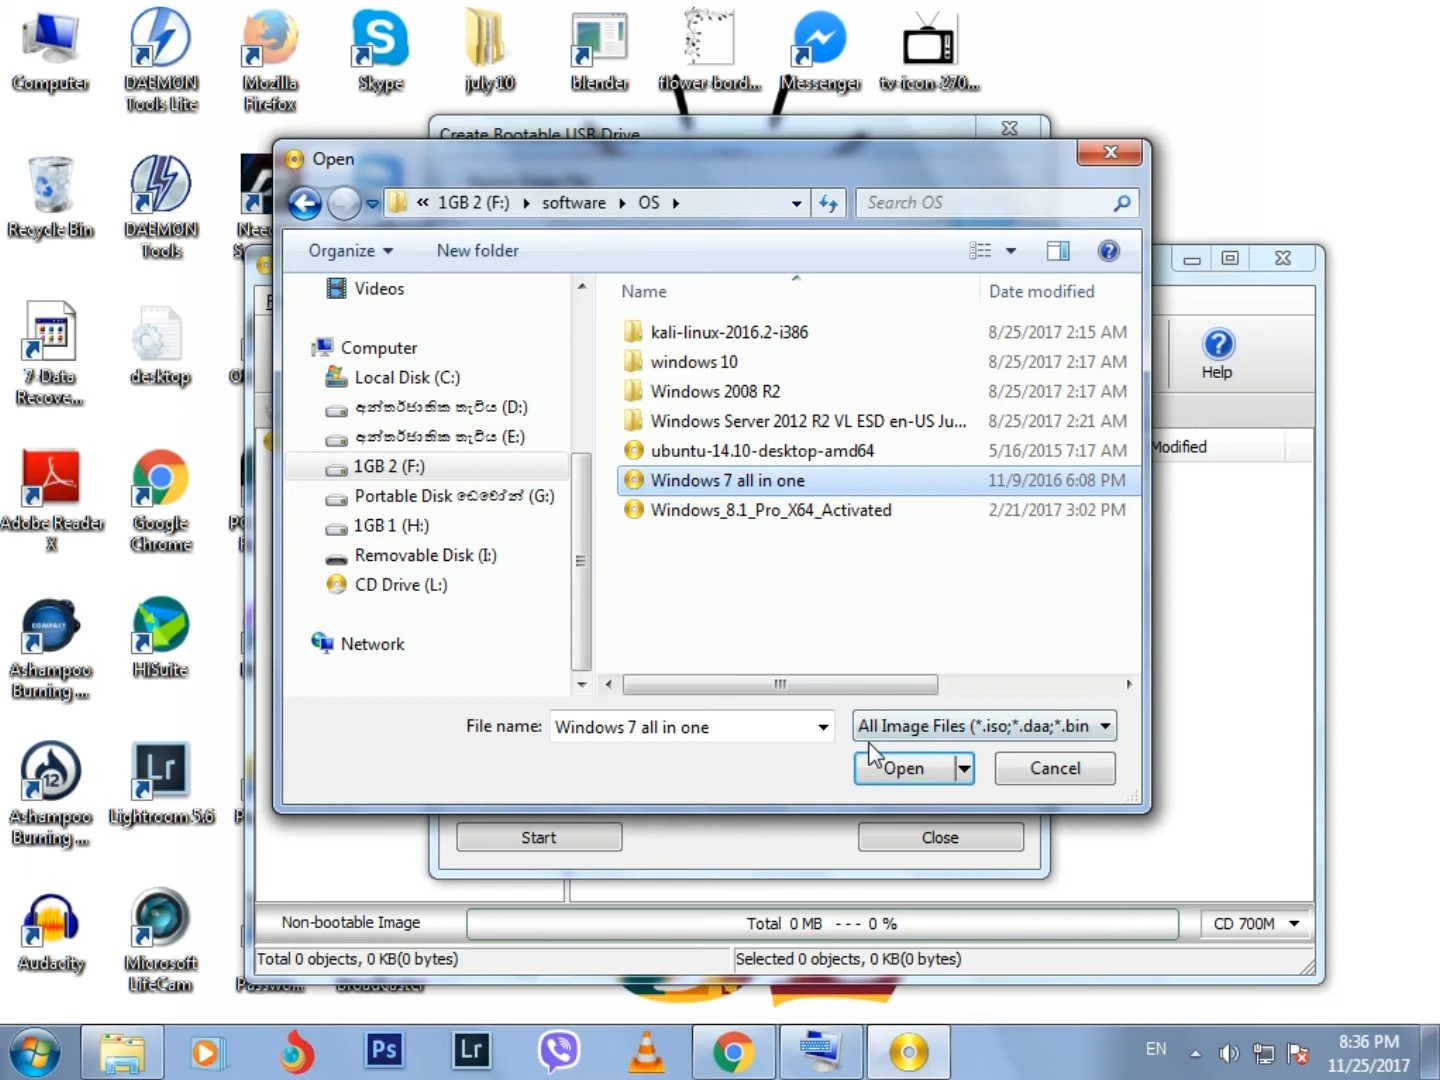 Computer
DAEMON
Tools Lite
Mozilla
Firefox
Skype
july10
blender
flower-bord...
Messenger
tv-icon-270...
Recycle Bin
DAEMON
Tools
7-Data
Recove...
desktop
Adobe Reader
X
Google
Chrome
Ashampoo
Burning ...
HiSuite
Ashampoo
Burning ...
Lightroom 5.6
Audacity
Microsoft
LifeCam
Create Bootable USB Drive
Open
« 1GB 2 (F:) software OS
Search OS
Organize
New folder
Videos
Computer
Local Disk (C:)
අන්තර්ජාතික තැටිය (D:)
අන්තර්ජාතික තැටිය (E:)
1GB 2 (F:)
Portable Disk ඩෙවෝන් (G:)
1GB 1 (H:)
Removable Disk (I:)
CD Drive (L:)
Network
Name Date modified
kali-linux-2016.2-i386 8/25/2017 2:15 AM
windows 10 8/25/2017 2:17 AM
Windows 2008 R2 8/25/2017 2:17 AM
Windows Server 2012 R2 VL ESD en-US Ju... 8/25/2017 2:21 AM
ubuntu-14.10-desktop-amd64 5/16/2015 7:17 AM
Windows 7 all in one 11/9/2016 6:08 PM
Windows_8.1_Pro_X64_Activated 2/21/2017 3:02 PM
File name: Windows 7 all in one
All Image Files (*.iso;*.daa;*.bin
Open
Cancel
Help
Modified
Start
Close
Non-bootable Image
Total 0 MB --- 0 %
CD 700M
Total 0 objects, 0 KB(0 bytes)
Selected 0 objects, 0 KB(0 bytes)
COMPACT
12
Lr
Ps
Lr
EN
8:36 PM
11/25/2017